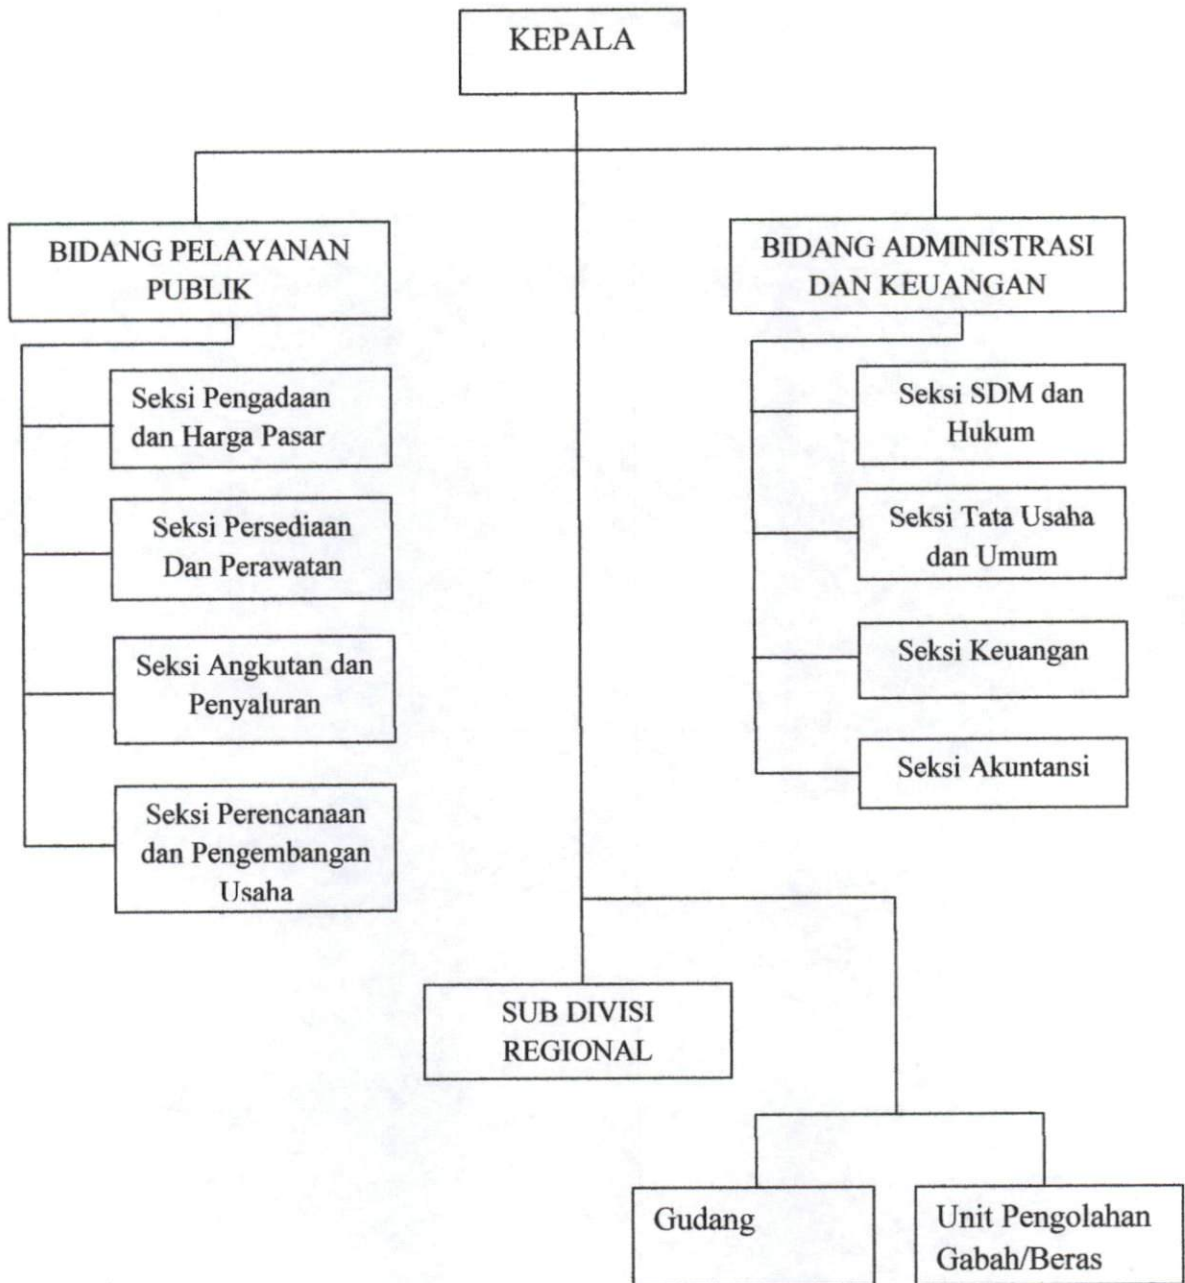 KEPALA
BIDANG PELAYANAN
PUBLIK
BIDANG ADMINISTRASI
DAN KEUANGAN
Seksi Pengadaan
dan Harga Pasar
Seksi Persediaan
Dan Perawatan
Seksi Angkutan dan
Penyaluran
Seksi Perencanaan
dan Pengembangan
Usaha
Seksi SDM dan
Hukum
Seksi Tata Usaha
dan Umum
Seksi Keuangan
Seksi Akuntansi
SUB DIVISI
REGIONAL
Gudang
Unit Pengolahan
Gabah/Beras